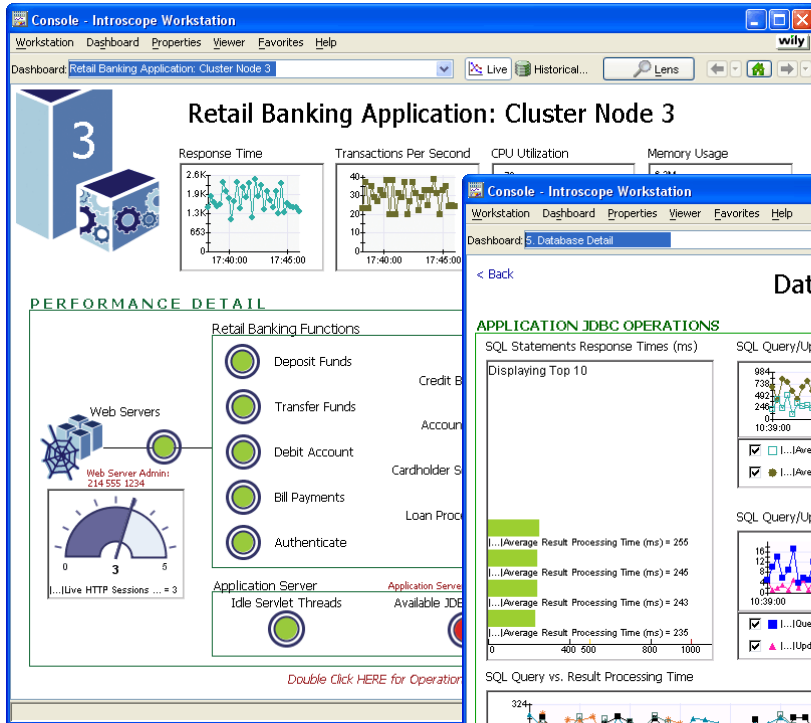 Console - Introscope Workstation
Workstation Dashboard Properties Viewer Favorites Help
wily
Dashboard: Retail Banking Application: Cluster Node 3
Live Historical... Lens
3
Retail Banking Application: Cluster Node 3
Response Time
2.6K
1.9K
1.3K
653
0
17:40:00 17:45:00
Transactions Per Second
40
30
20
10
0
17:40:00 17:45:00
CPU Utilization
Memory Usage
PERFORMANCE DETAIL
Web Servers
Web Server Admin:
214 555 1234
0 3 5
|...|Live HTTP Sessions ... = 3
Retail Banking Functions
Deposit Funds
Transfer Funds
Debit Account
Bill Payments
Authenticate
Credit B
Accoun
Cardholder S
Loan Proc
Application Server
Application Serve
Idle Servlet Threads
Available JDB
Double Click HERE for Operation
Console - Introscope Workstation
Workstation Dashboard Properties Viewer Favorites Help
Dashboard: 5. Database Detail
< Back
Dat
APPLICATION JDBC OPERATIONS
SQL Statements Response Times (ms)
Displaying Top 10
|...|Average Result Processing Time (ms) = 255
|...|Average Result Processing Time (ms) = 245
|...|Average Result Processing Time (ms) = 243
|...|Average Result Processing Time (ms) = 235
0 400 500 800 1000
SQL Query/Up
984
738
492
246
0
10:39:00
|...|Ave
|...|Ave
SQL Query/Up
16
12
8
4
0
10:39:00
|...|Que
|...|Upd
SQL Query vs. Result Processing Time
324